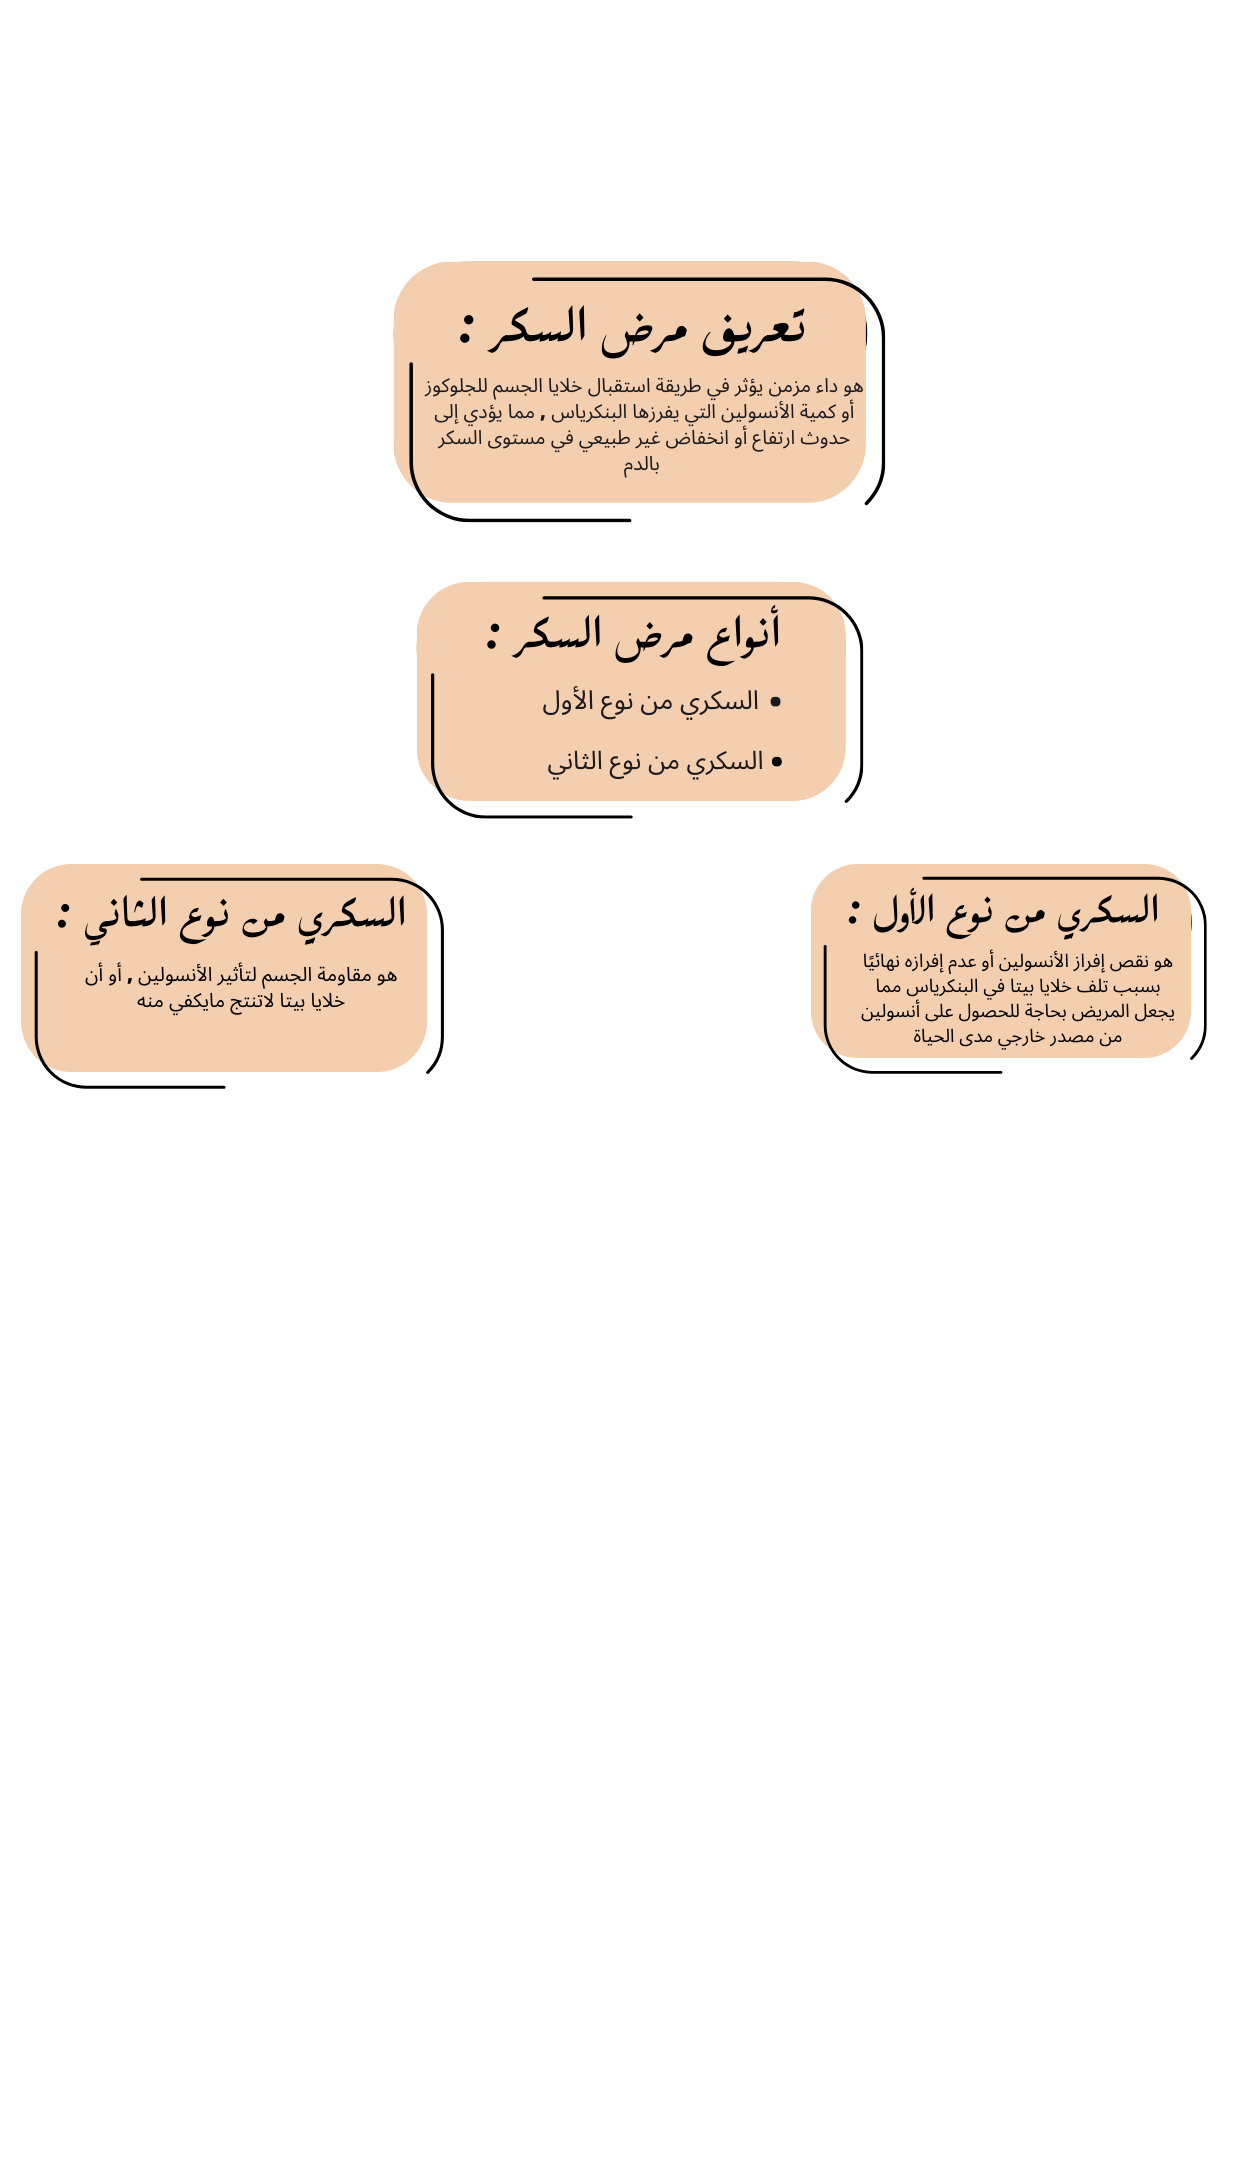 تعريف مرض السكر :
هو داء مزمن يؤثر في طريقة استقبال خلايا الجسم للجلوكوز
أو كمية الأنسولين التي يفرزها البنكرياس , مما يؤدي إلى
حدوث ارتفاع أو انخفاض غير طبيعي في مستوى السكر
بالدم
أنواع مرض السكر :
• السكري من نوع الأول
• السكري من نوع الثاني
السكري من نوع الأول :
هو نقص إفراز الأنسولين أو عدم إفرازه نهائيًا
بسبب تلف خلايا بيتا في البنكرياس مما
يجعل المريض بحاجة للحصول على أنسولين
من مصدر خارجي مدى الحياة
السكري من نوع الثاني :
هو مقاومة الجسم لتأثير الأنسولين , أو أن
خلايا بيتا لاتنتج مايكفي منه